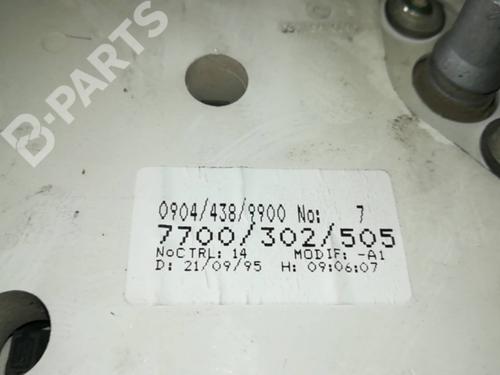 B-PARTS
0904/438/9900 No: 7
7700/302/505
NoCTRL: 14 MODIF: -A1
D: 21/09/95 H: 09:06:07